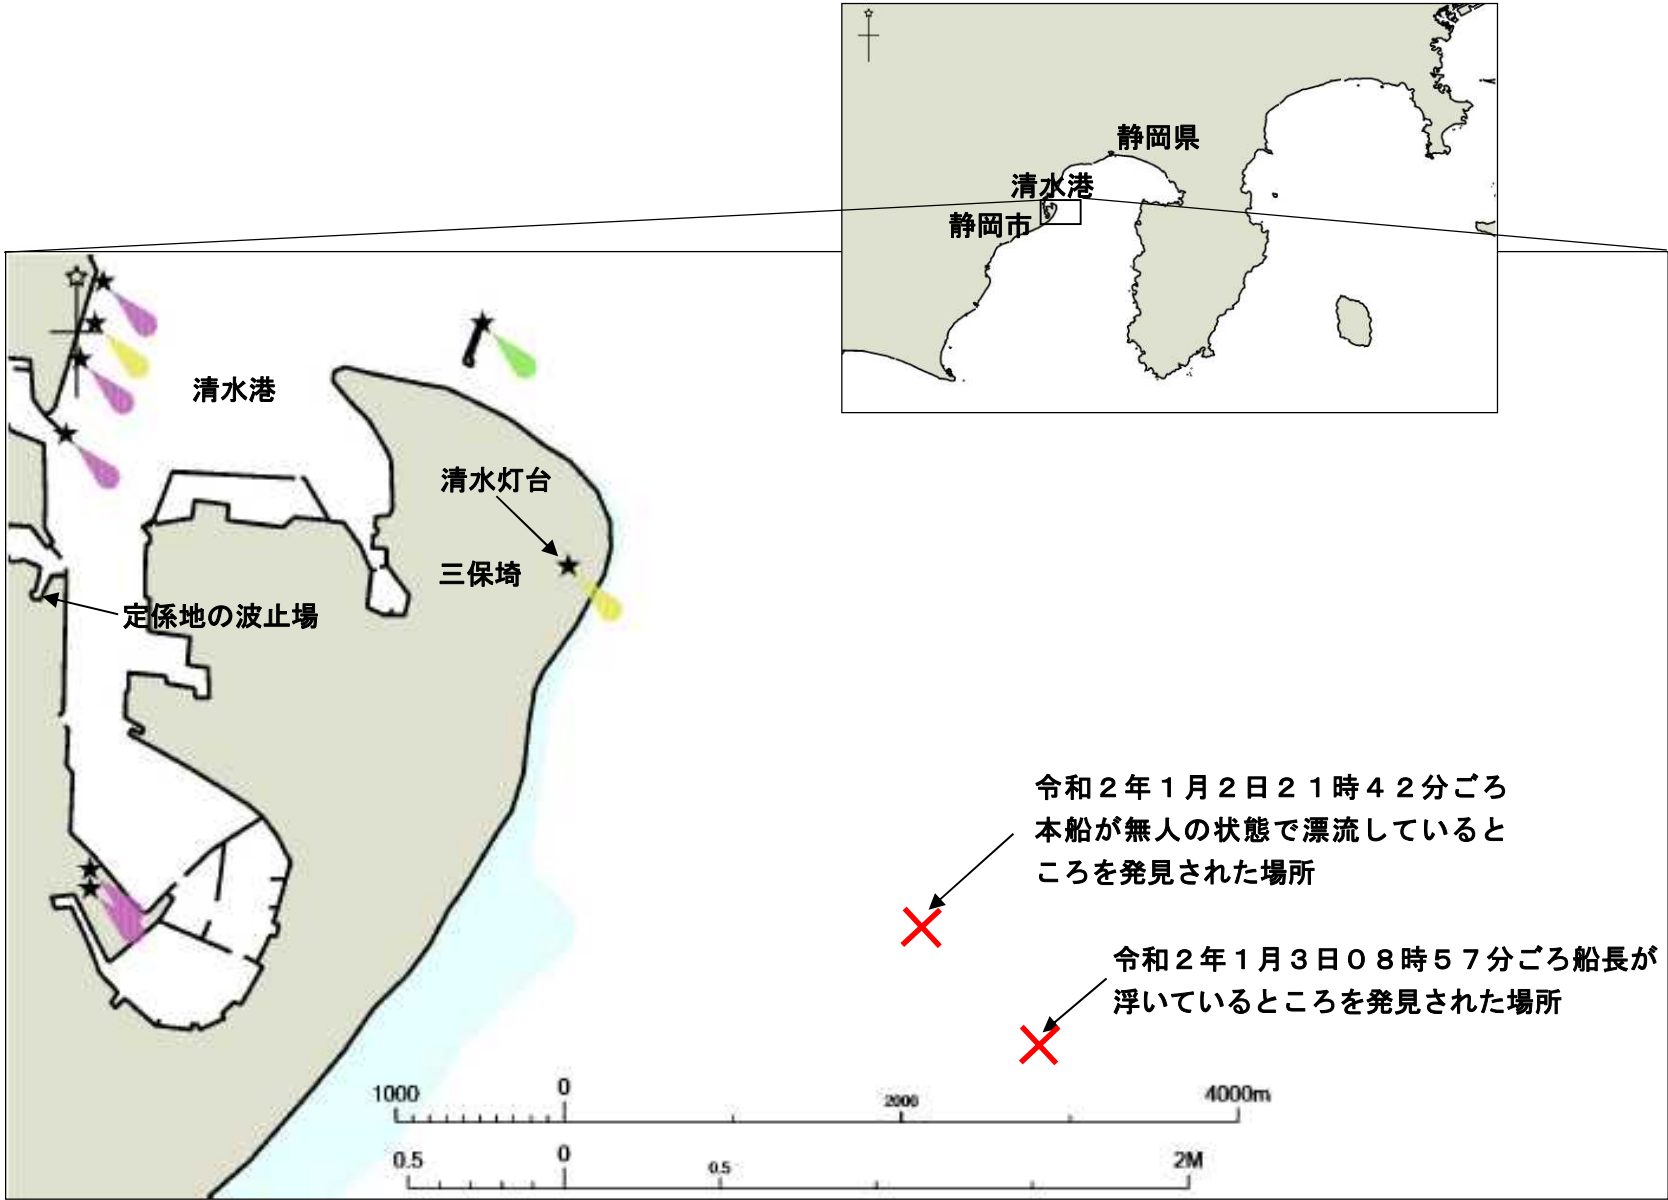 静岡県
清水港
静岡市
清水港
清水灯台
三保埼
定係地の波止場
令和２年１月２日２１時４２分ごろ
本船が無人の状態で漂流していると
ころを発見された場所
令和２年１月３日０８時５７分ごろ船長が
浮いているところを発見された場所
1000 0 2000 4000m
0.5 0 0.5 2M